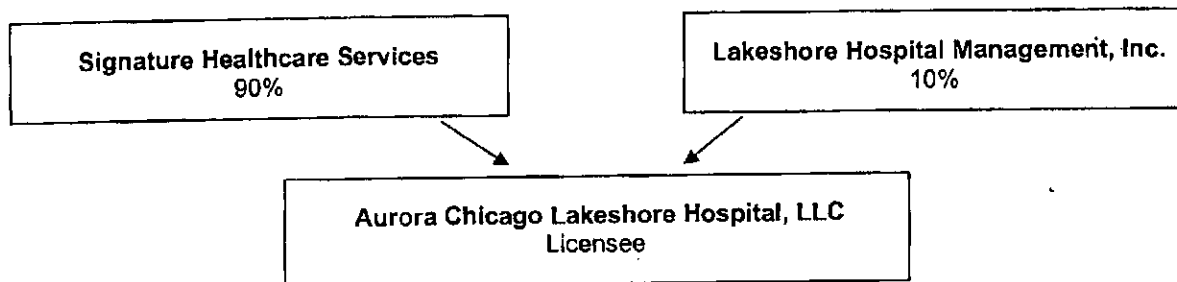 Signature Healthcare Services
90%
Lakeshore Hospital Management, Inc.
10%
Aurora Chicago Lakeshore Hospital, LLC
Licensee